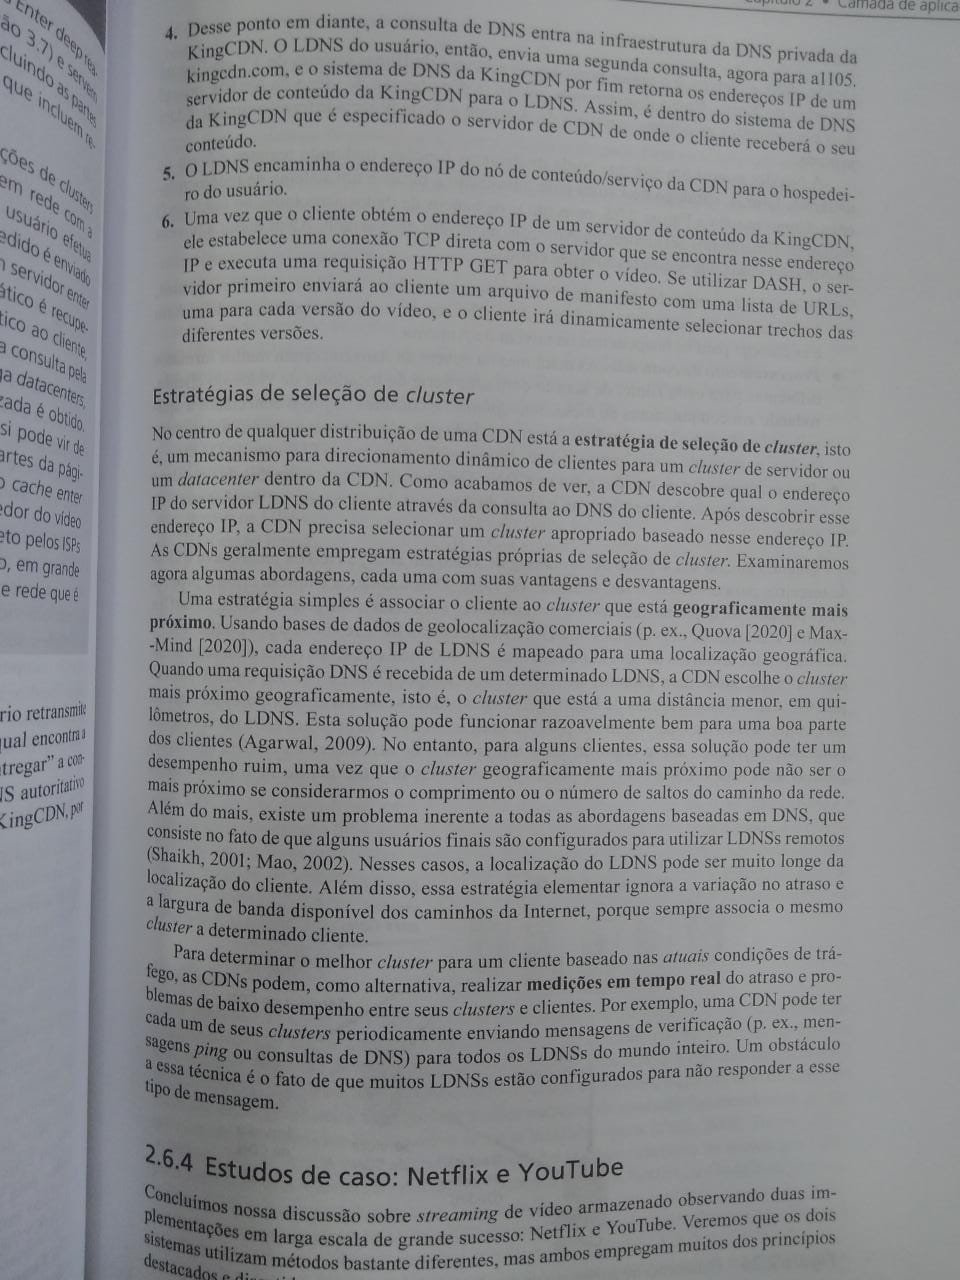 Enter deep
ão 3.7) e servem
cluindo as partes
que incluem re-
ções de clusters
em rede com a
usuário efetua
edido é enviado
servidor enter
ático é recupe-
tico ao cliente,
a consulta pela
datacenters,
zada é obtido.
si pode vir de
artes da pági-
o cache enter
edor do vídeo
eto pelos ISPs
o, em grande
e rede que é
rio retransmite
qual encontra a
tregar" a con-
NS autoritativo
KingCDN, por
Capítulo 2 • Camada de aplica
4. Desse ponto em diante, a consulta de DNS entra na infraestrutura da DNS privada da
KingCDN. O LDNS do usuário, então, envia uma segunda consulta, agora para a1105.
kingcdn.com, e o sistema de DNS da KingCDN por fim retorna os endereços IP de um
servidor de conteúdo da KingCDN para o LDNS. Assim, é dentro do sistema de DNS
da KingCDN que é especificado o servidor de CDN de onde o cliente receberá o seu
conteúdo.
5. O LDNS encaminha o endereço IP do nó de conteúdo/serviço da CDN para o hospedei-
ro do usuário.
6. Uma vez que o cliente obtém o endereço IP de um servidor de conteúdo da KingCDN,
ele estabelece uma conexão TCP direta com o servidor que se encontra nesse endereço
IP e executa uma requisição HTTP GET para obter o vídeo. Se utilizar DASH, o ser-
vidor primeiro enviará ao cliente um arquivo de manifesto com uma lista de URLs,
uma para cada versão do vídeo, e o cliente irá dinamicamente selecionar trechos das
diferentes versões.
Estratégias de seleção de cluster
No centro de qualquer distribuição de uma CDN está a estratégia de seleção de cluster, isto
é, um mecanismo para direcionamento dinâmico de clientes para um cluster de servidor ou
um datacenter dentro da CDN. Como acabamos de ver, a CDN descobre qual o endereço
IP do servidor LDNS do cliente através da consulta ao DNS do cliente. Após descobrir esse
endereço IP, a CDN precisa selecionar um cluster apropriado baseado nesse endereço IP.
As CDNs geralmente empregam estratégias próprias de seleção de cluster. Examinaremos
agora algumas abordagens, cada uma com suas vantagens e desvantagens.
Uma estratégia simples é associar o cliente ao cluster que está geograficamente mais
próximo. Usando bases de dados de geolocalização comerciais (p. ex., Quova [2020] e Max-
-Mind [2020]), cada endereço IP de LDNS é mapeado para uma localização geográfica.
Quando uma requisição DNS é recebida de um determinado LDNS, a CDN escolhe o cluster
mais próximo geograficamente, isto é, o cluster que está a uma distância menor, em qui-
lômetros, do LDNS. Esta solução pode funcionar razoavelmente bem para uma boa parte
dos clientes (Agarwal, 2009). No entanto, para alguns clientes, essa solução pode ter um
desempenho ruim, uma vez que o cluster geograficamente mais próximo pode não ser o
mais próximo se considerarmos o comprimento ou o número de saltos do caminho da rede.
Além do mais, existe um problema inerente a todas as abordagens baseadas em DNS, que
consiste no fato de que alguns usuários finais são configurados para utilizar LDNSs remotos
(Shaikh, 2001; Mao, 2002). Nesses casos, a localização do LDNS pode ser muito longe da
localização do cliente. Além disso, essa estratégia elementar ignora a variação no atraso e
a largura de banda disponível dos caminhos da Internet, porque sempre associa o mesmo
cluster a determinado cliente.
Para determinar o melhor cluster para um cliente baseado nas atuais condições de trá-
fego, as CDNs podem, como alternativa, realizar medições em tempo real do atraso e pro-
blemas de baixo desempenho entre seus clusters e clientes. Por exemplo, uma CDN pode ter
cada um de seus clusters periodicamente enviando mensagens de verificação (p. ex., men-
sagens ping ou consultas de DNS) para todos os LDNSs do mundo inteiro. Um obstáculo
a essa técnica é o fato de que muitos LDNSs estão configurados para não responder a esse
tipo de mensagem.
2.6.4 Estudos de caso: Netflix e YouTube
Concluímos nossa discussão sobre streaming de vídeo armazenado observando duas im-
plementações em larga escala de grande sucesso: Netflix e YouTube. Veremos que os dois
sistemas utilizam métodos bastante diferentes, mas ambos empregam muitos dos princípios
destacados e